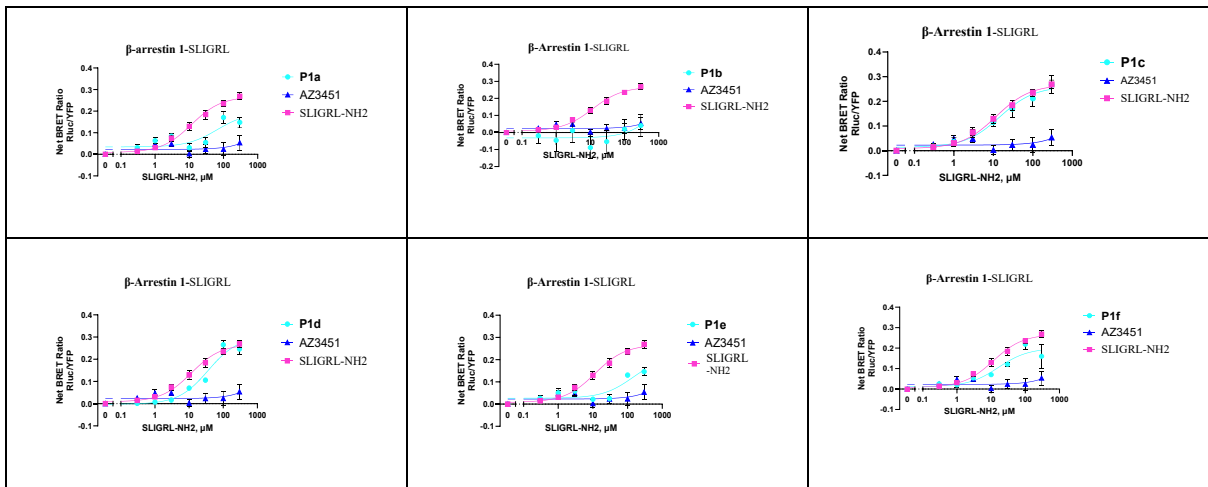 β-arrestin 1-SLIGRL
Net BRET Ratio
Rluc/YFP
0.4
0.3
0.2
0.1
0.0
-0.1
0 0.1 1 10 100 1000
SLIGRL-NH2, µM
P1a
AZ3451
SLIGRL-NH2
β-Arrestin 1-SLIGRL
Net BRET Ratio
Rluc/YFP
0.4
0.3
0.2
0.1
0.0
-0.1
-0.2
0 0.1 1 10 100 1000
SLIGRL-NH2, µM
P1b
AZ3451
SLIGRL-NH2
β-Arrestin 1-SLIGRL
Net BRET Ratio
Rluc/YFP
0.4
0.3
0.2
0.1
0.0
-0.1
0 0.1 1 10 100 1000
SLIGRL-NH2, µM
P1c
AZ3451
SLIGRL-NH2
β-Arrestin 1-SLIGRL
Net BRET Ratio
Rluc/YFP
0.4
0.3
0.2
0.1
0.0
-0.1
0 0.1 1 10 100 1000
SLIGRL-NH2, µM
P1d
AZ3451
SLIGRL-NH2
β-Arrestin 1-SLIGRL
Net BRET Ratio
Rluc/YFP
0.4
0.3
0.2
0.1
0.0
-0.1
0 0.1 1 10 100 1000
SLIGRL-NH2, µM
P1e
AZ3451
SLIGRL
-NH2
β-Arrestin 1-SLIGRL
Net BRET Ratio
Rluc/YFP
0.4
0.3
0.2
0.1
0.0
-0.1
0 0.1 1 10 100 1000
SLIGRL-NH2, µM
P1f
AZ3451
SLIGRL-NH2